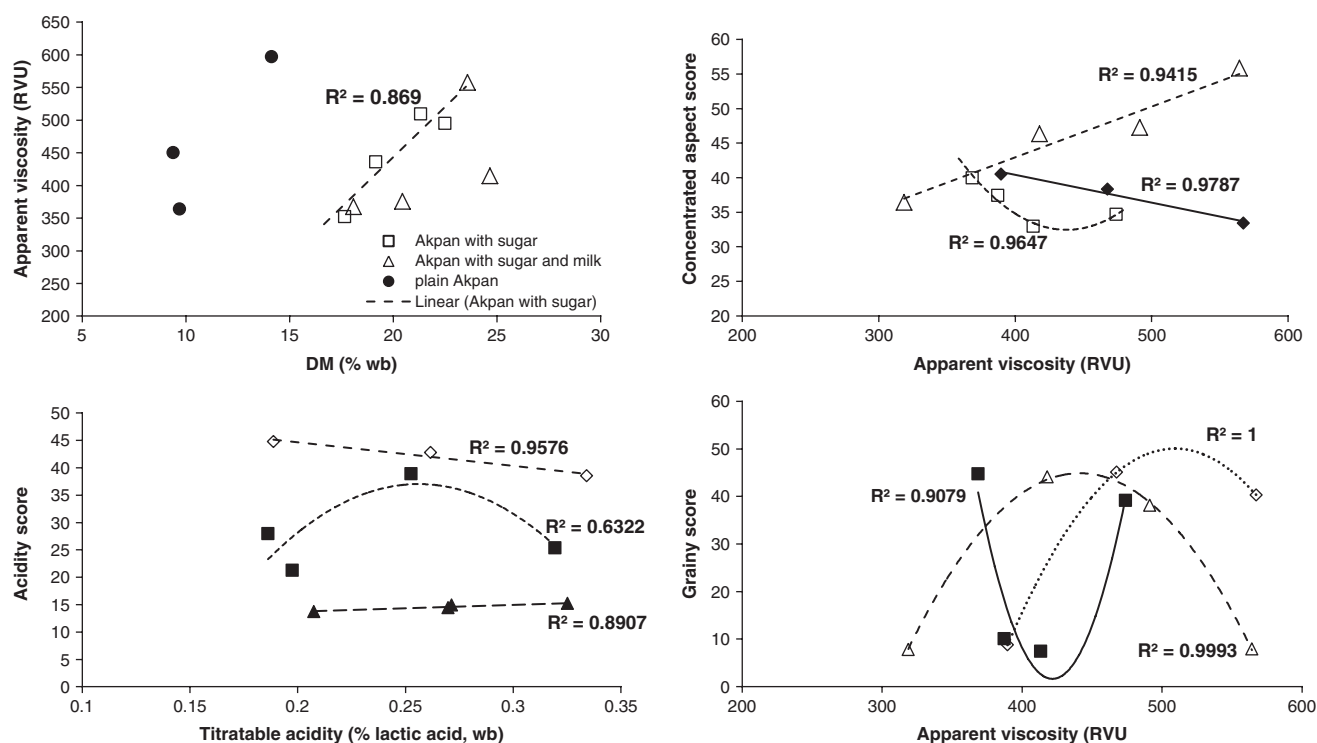 650
600
550
500
450
400
350
300
250
200
5
10
15
20
25
30
Apparent viscosity (RVU)
DM (% wb)
R² = 0.869
Akpan with sugar
Akpan with sugar and milk
plain Akpan
Linear (Akpan with sugar)
60
55
50
45
40
35
30
25
20
200
300
400
500
600
Concentrated aspect score
Apparent viscosity (RVU)
R² = 0.9415
R² = 0.9787
R² = 0.9647
50
45
40
35
30
25
20
15
10
5
0
0.1
0.15
0.2
0.25
0.3
0.35
Acidity score
Titratable acidity (% lactic acid, wb)
R² = 0.9576
R² = 0.6322
R² = 0.8907
60
50
40
30
20
10
0
200
300
400
500
600
Grainy score
Apparent viscosity (RVU
R² = 1
R² = 0.9079
R² = 0.9993